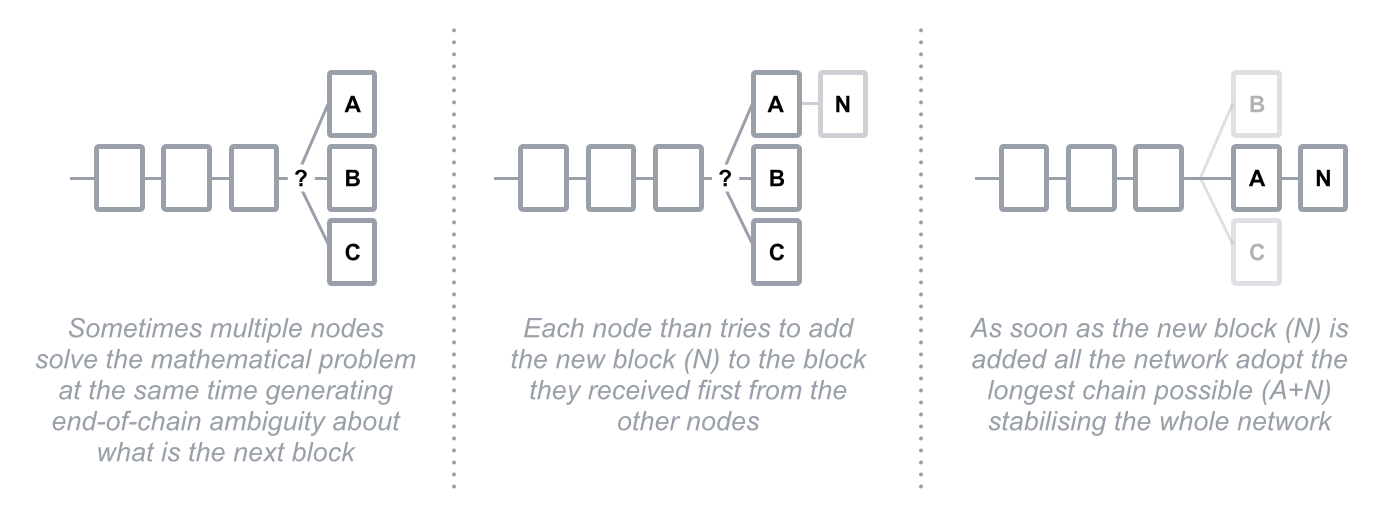 A
? B
C
Sometimes multiple nodes
solve the mathematical problem
at the same time generating
end-of-chain ambiguity about
what is the next block
A N
? B
C
Each node than tries to add
the new block (N) to the block
they received first from the
other nodes
B
A N
C
As soon as the new block (N) is
added all the network adopt the
longest chain possible (A+N)
stabilising the whole network